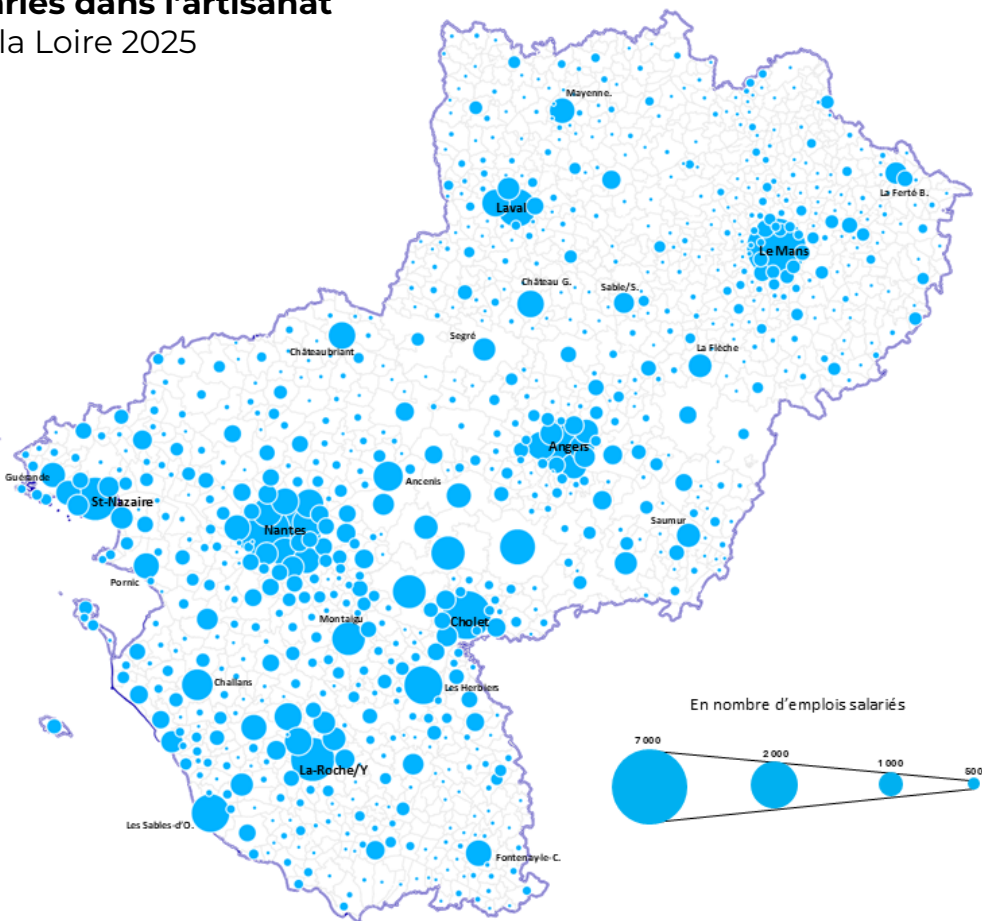 ariés dans l'artisanat
la Loire 2025
Mayenne.
La Ferté B.
Laval
Le Mans
Château G.
Sable/S.
Segré
La Flèche
Châteaubriant
Angers
Guérande
Ancenis
St-Nazaire
Saumur
Nantes
Pornic
Montaigu
Cholet
Challans
Les Herbiers
En nombre d'emplois salariés
7 000
2 000
1 000
500
La-Roche/Y
Les Sables-d'O.
Fontenay-le-C.